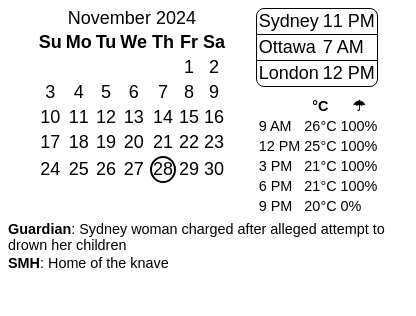 November 2024
Su Mo Tu We Th Fr Sa
1 2
3 4 5 6 7 8 9
10 11 12 13 14 15 16
17 18 19 20 21 22 23
24 25 26 27 28 29 30
Sydney 11 PM
Ottawa 7 AM
London 12 PM
°C ☂
9 AM 26°C 100%
12 PM 25°C 100%
3 PM 21°C 100%
6 PM 21°C 100%
9 PM 20°C 0%
Guardian: Sydney woman charged after alleged attempt to
drown her children
SMH: Home of the knave